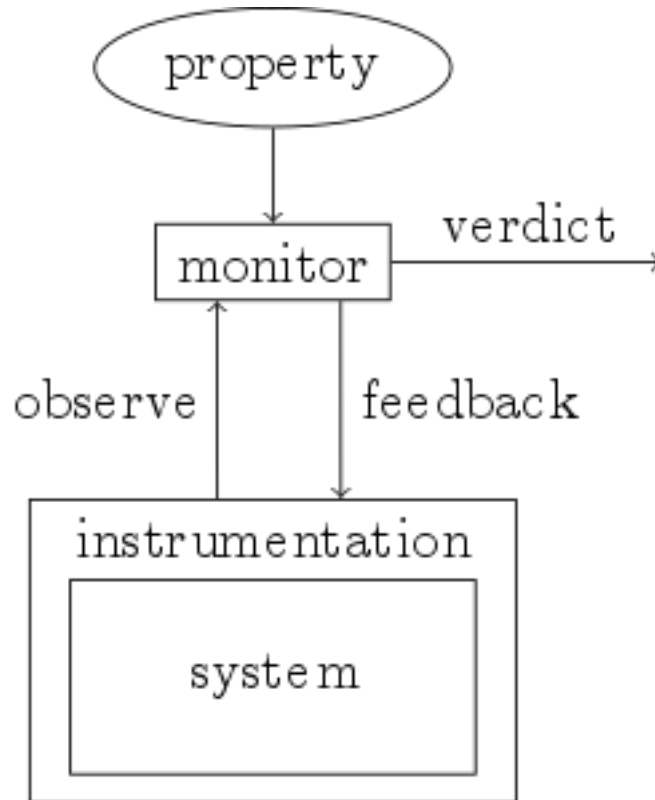 property
verdict
monitor
observe
feedback
instrumentation
system